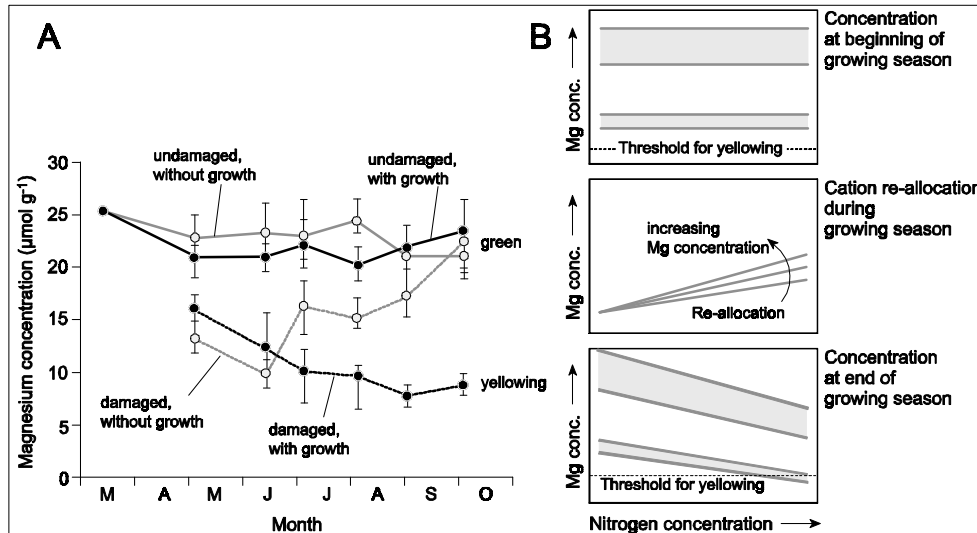 A
Magnesium concentration (µmol g⁻¹)
30
25
20
15
10
5
0
undamaged,
without growth
undamaged,
with growth
green
yellowing
damaged,
without growth
damaged,
with growth
M A M J J A S O
Month
B
Mg conc.
Threshold for yellowing
Concentration
at beginning of
growing season
Mg conc.
increasing
Mg concentration
Re-allocation
Cation re-allocation
during
growing season
Mg conc.
Threshold for yellowing
Concentration
at end of
growing season
Nitrogen concentration